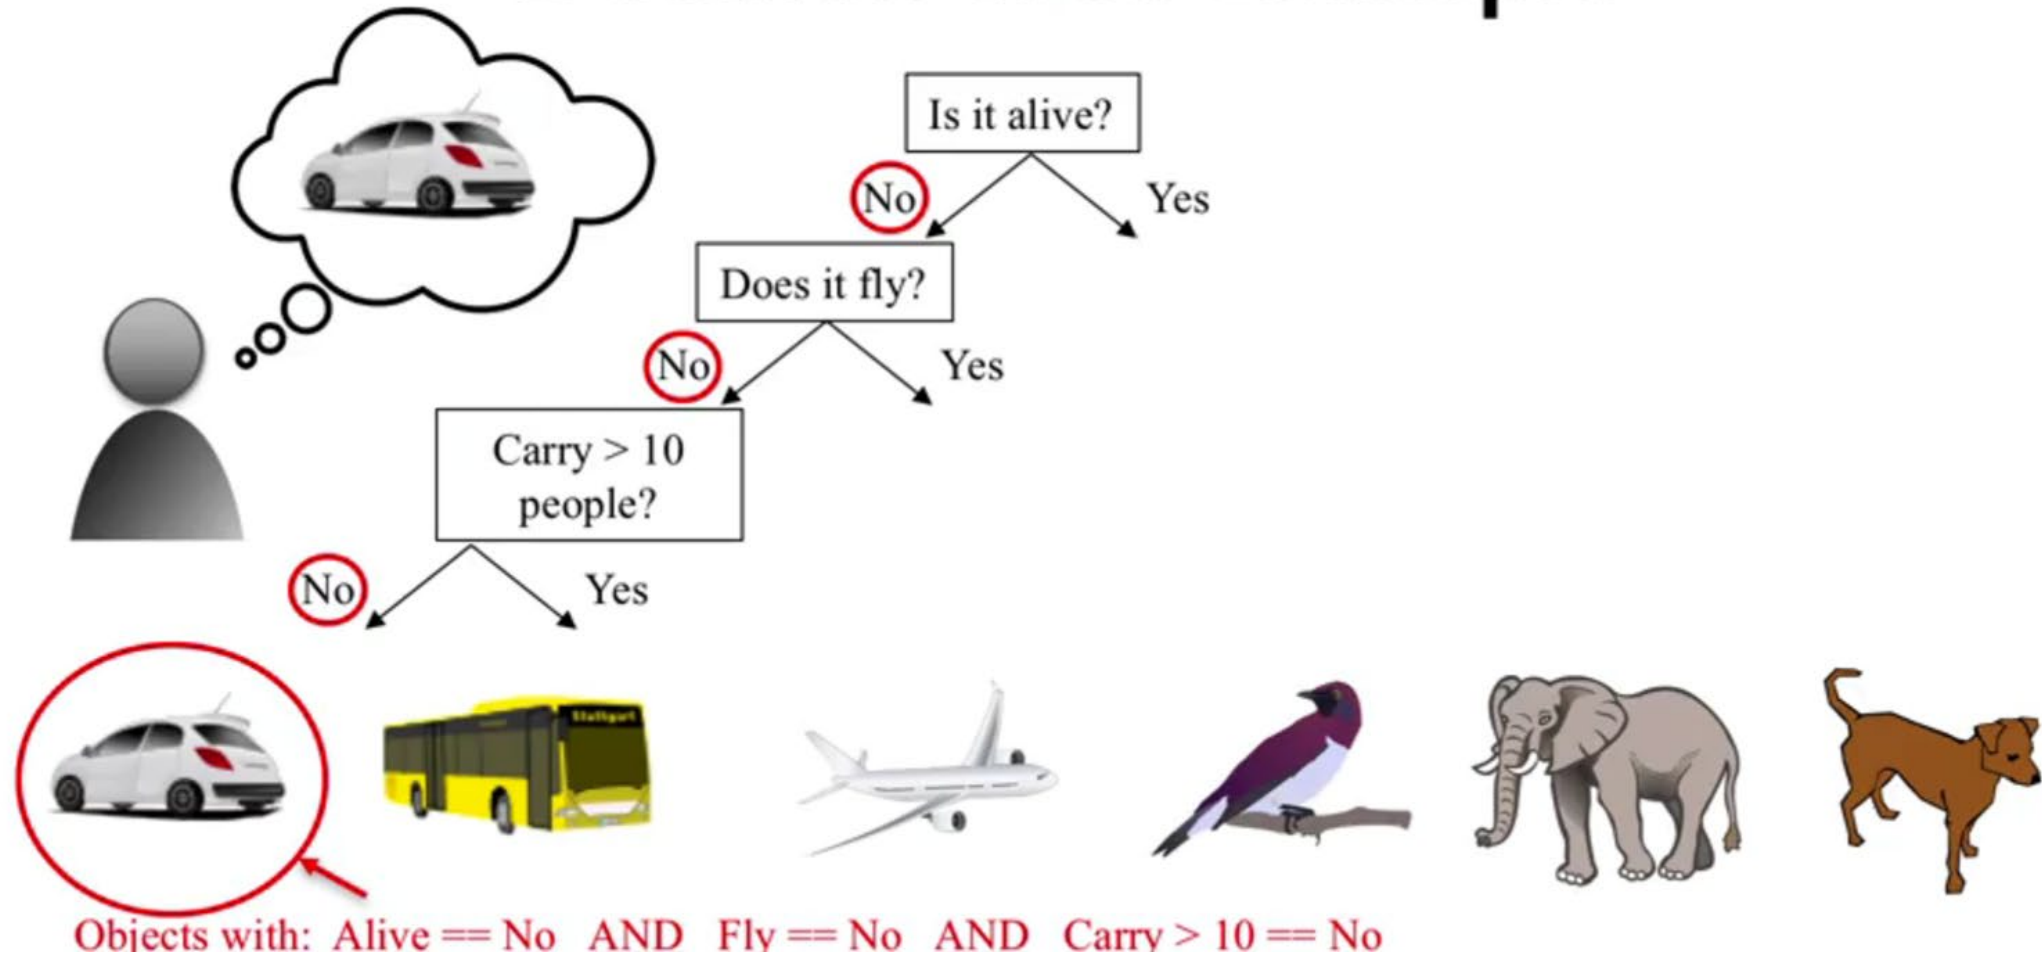 Is it alive?
No
Yes
Does it fly?
No
Yes
Carry > 10
people?
No
Yes
Stuttgart
Objects with: Alive == No AND Fly == No AND Carry > 10 == No